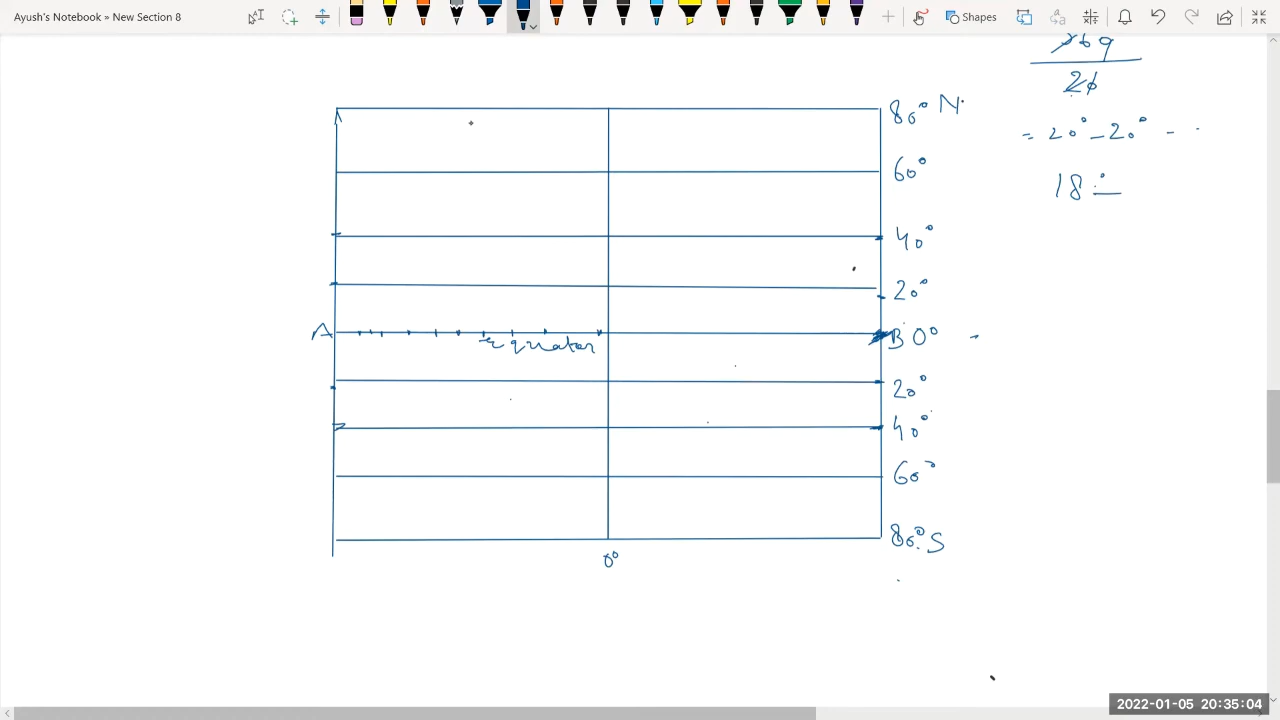 Ayush's Notebook » New Section 8
Shapes
360
20
= 20° - 20° - -
18 =
80° N.
60°
40°
20°
A
B 0° -
Equator
20°
40°
60°
80° S
0°
2022-01-05 20:35:04